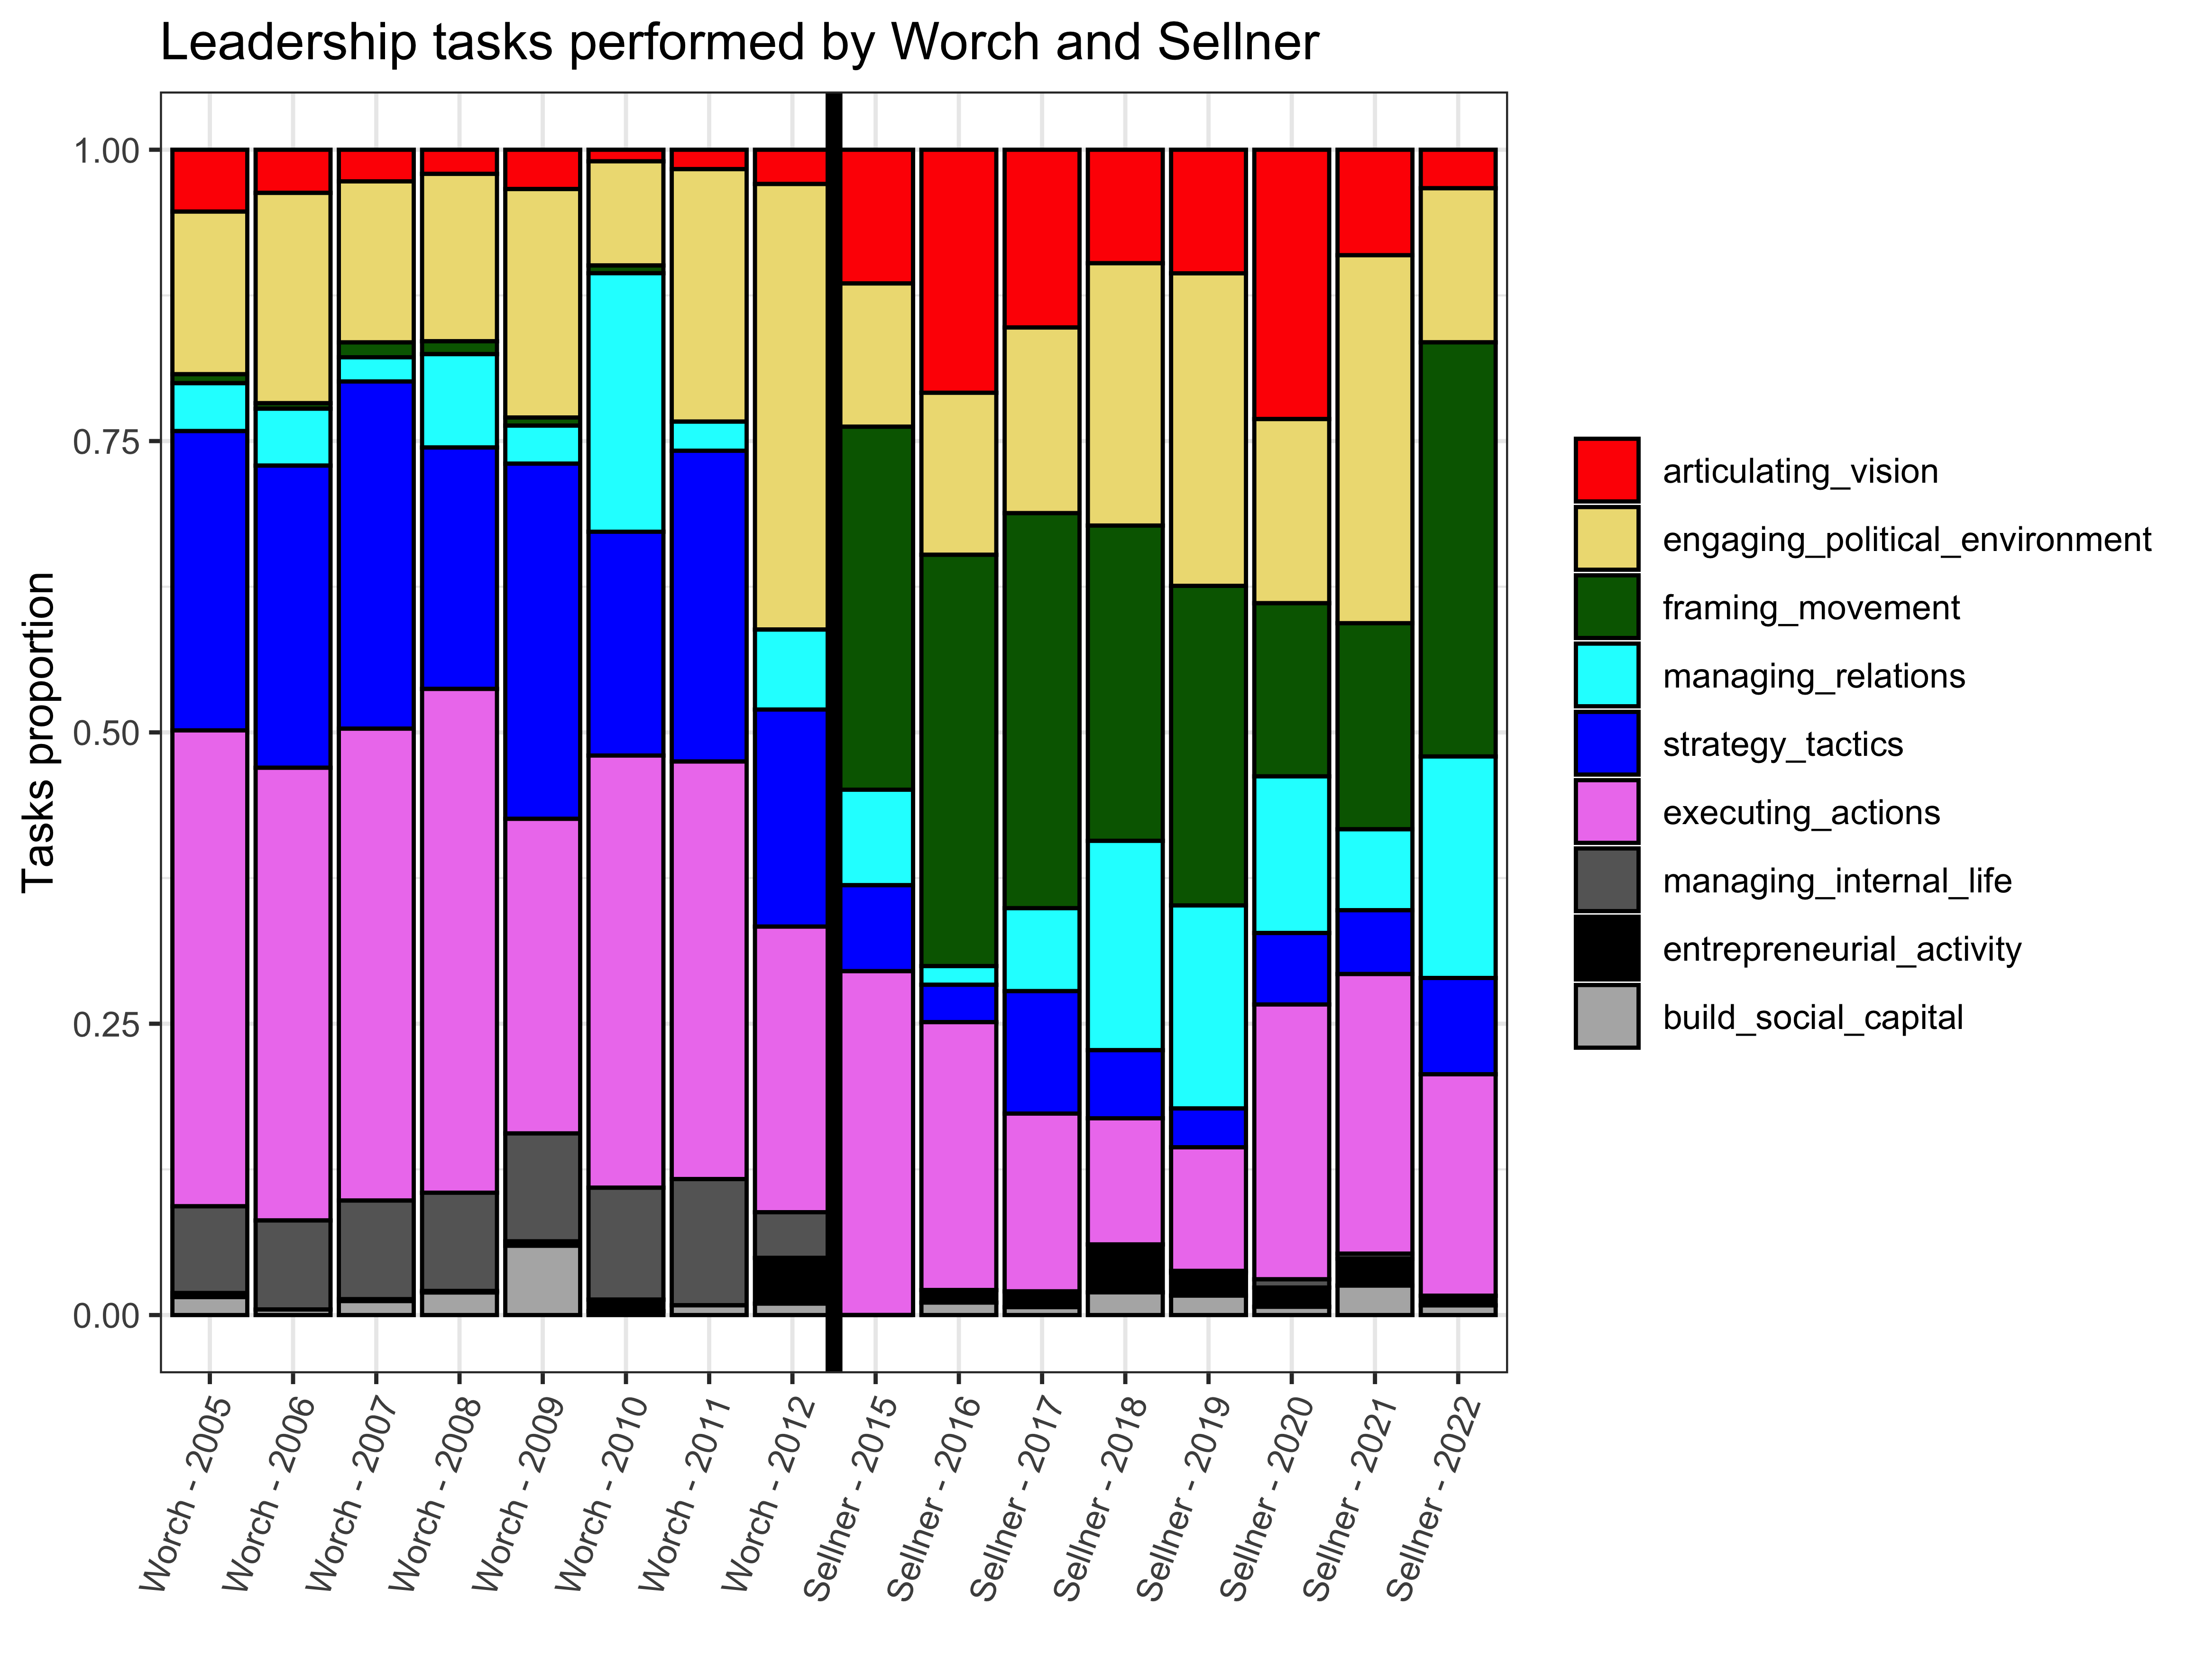 Leadership tasks performed by Worch and Sellner
Tasks proportion
1.00
0.75
0.50
0.25
0.00
Worch - 2005
Worch - 2006
Worch - 2007
Worch - 2008
Worch - 2009
Worch - 2010
Worch - 2011
Worch - 2012
Sellner - 2015
Sellner - 2016
Sellner - 2017
Sellner - 2018
Sellner - 2019
Sellner - 2020
Sellner - 2021
Sellner - 2022
articulating_vision
engaging_political_environment
framing_movement
managing_relations
strategy_tactics
executing_actions
managing_internal_life
entrepreneurial_activity
build_social_capital